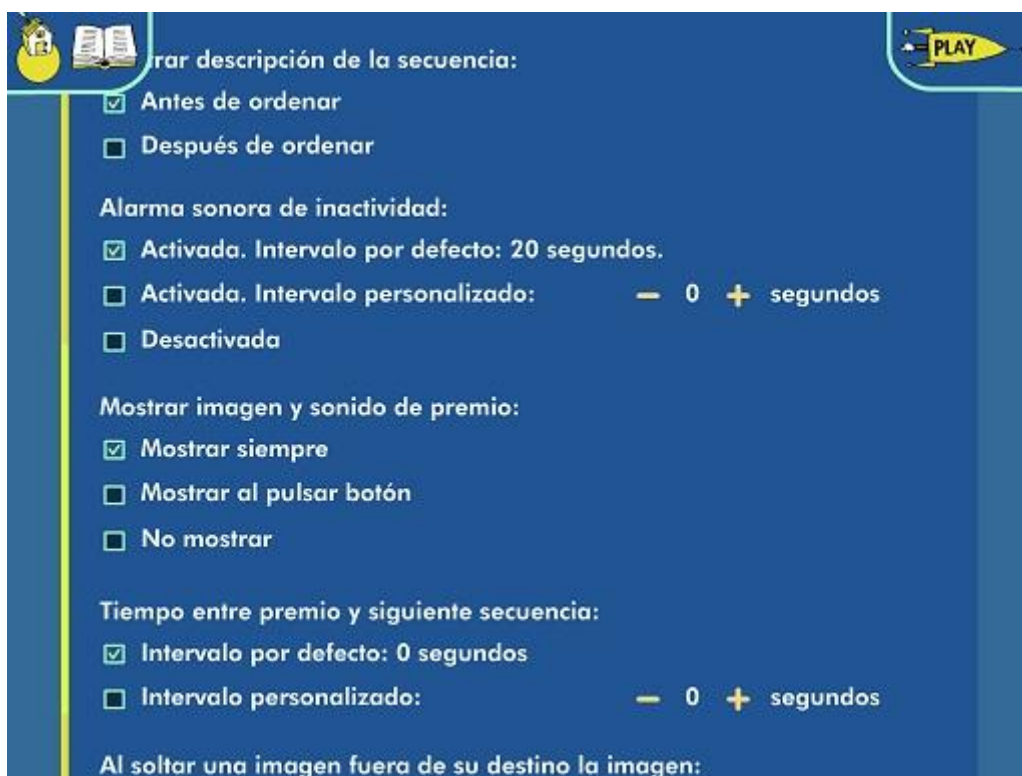 PLAY
rar descripción de la secuencia:
Antes de ordenar
Después de ordenar
Alarma sonora de inactividad:
Activada. Intervalo por defecto: 20 segundos.
Activada. Intervalo personalizado: — 0 + segundos
Desactivada
Mostrar imagen y sonido de premio:
Mostrar siempre
Mostrar al pulsar botón
No mostrar
Tiempo entre premio y siguiente secuencia:
Intervalo por defecto: 0 segundos
Intervalo personalizado: — 0 + segundos
Al soltar una imagen fuera de su destino la imagen: